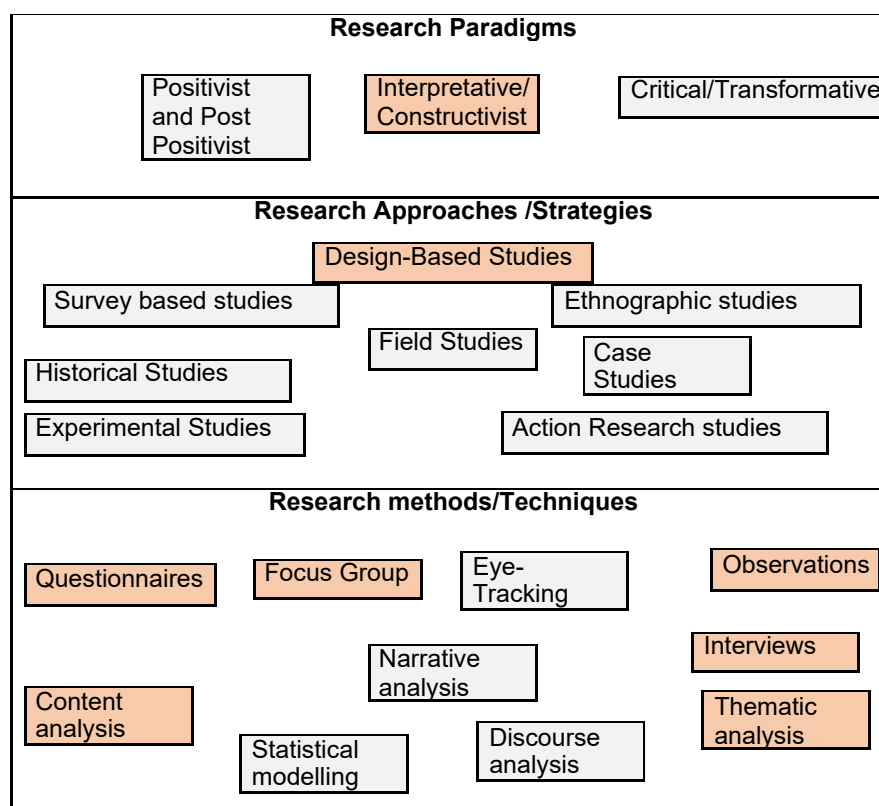 Research Paradigms
Positivist
and Post
Positivist
Interpretative/
Constructivist
Critical/Transformative
Research Approaches /Strategies
Design-Based Studies
Survey based studies
Ethnographic studies
Field Studies
Case
Studies
Historical Studies
Experimental Studies
Action Research studies
Research methods/Techniques
Questionnaires
Focus Group
Eye-
Tracking
Observations
Narrative
analysis
Interviews
Content
analysis
Thematic
analysis
Statistical
modelling
Discourse
analysis